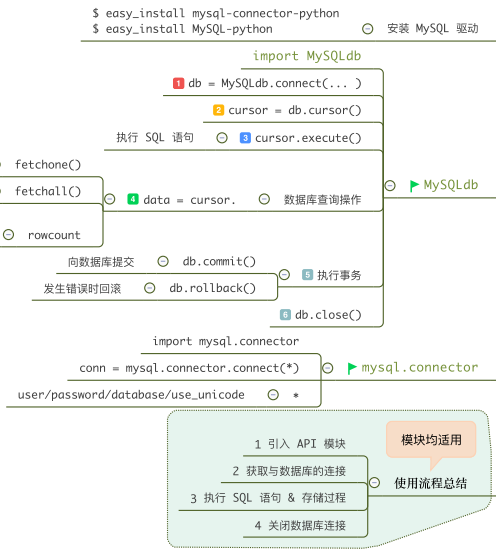 $ easy_install mysql-connector-python
$ easy_install MySQL-python
安装 MySQL 驱动
import MySQLdb
1 db = MySQLdb.connect(... )
2 cursor = db.cursor()
执行 SQL 语句
3 cursor.execute()
fetchone()
fetchall()
rowcount
4 data = cursor.
数据库查询操作
MySQLdb
向数据库提交
db.commit()
发生错误时回滚
db.rollback()
5 执行事务
6 db.close()
import mysql.connector
conn = mysql.connector.connect(*)
mysql.connector
user/password/database/use_unicode
*
模块均适用
1 引入 API 模块
2 获取与数据库的连接
3 执行 SQL 语句 & 存储过程
4 关闭数据库连接
使用流程总结